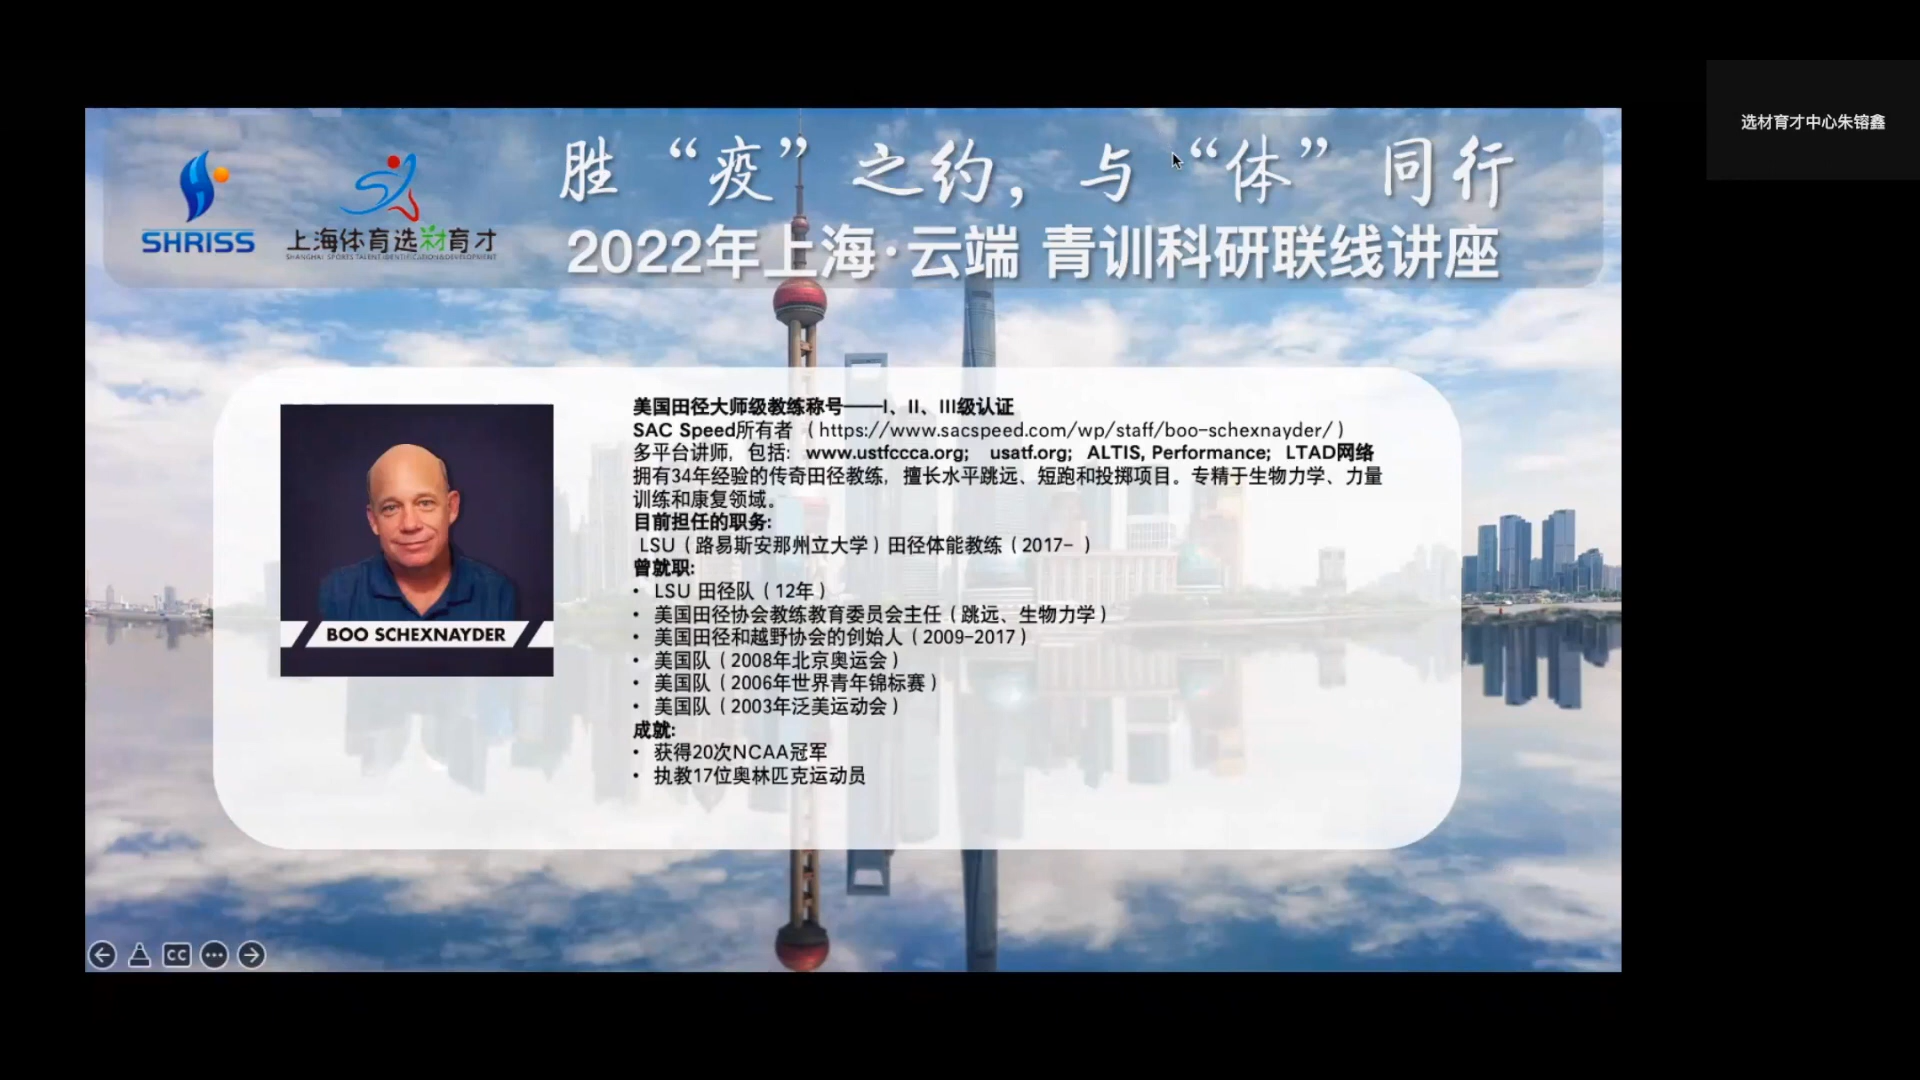 选材育才中心朱镕鑫
胜“疫”之约，与“体”同行
2022年上海·云端 青训科研联线讲座
SHRISS
上海体育选材育才
SHANGHAI SPORTS TALENT IDENTIFICATION&DEVELOPMENT
美国田径大师级教练称号——I、II、III级认证
SAC Speed所有者 （https://www.sacspeed.com/wp/staff/boo-schexnayder/）
多平台讲师，包括： www.ustfccca.org; usatf.org; ALTIS, Performance; LTAD网络
拥有34年经验的传奇田径教练，擅长水平跳远、短跑和投掷项目。专精于生物力学、力量
训练和康复领域。
目前担任的职务:
LSU（路易斯安那州立大学）田径体能教练（2017- ）
曾就职:
• LSU 田径队（12年）
• 美国田径协会教练教育委员会主任（跳远、生物力学）
• 美国田径和越野协会的创始人（2009-2017）
• 美国队（2008年北京奥运会）
• 美国队（2006年世界青年锦标赛）
• 美国队（2003年泛美运动会）
成就:
• 获得20次NCAA冠军
• 执教17位奥林匹克运动员
BOO SCHEXNAYDER
CC